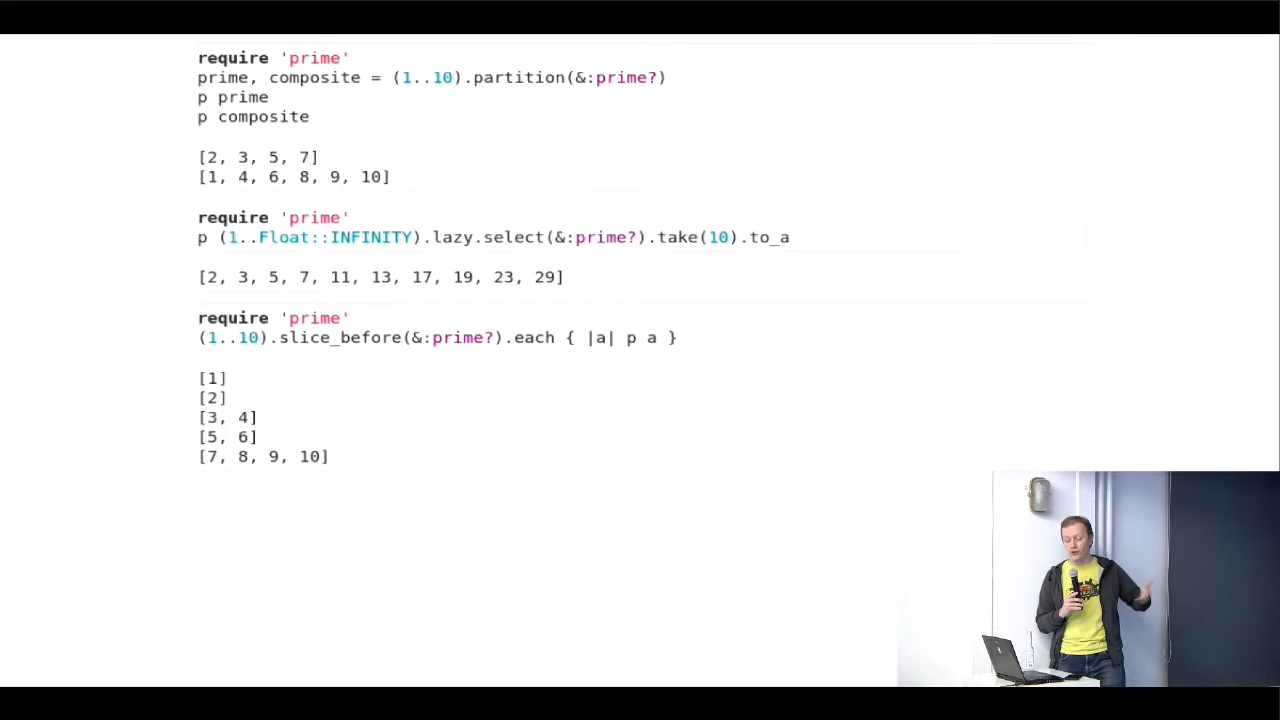 require 'prime'
prime, composite = (1..10).partition(&:prime?)
p prime
p composite
[2, 3, 5, 7]
[1, 4, 6, 8, 9, 10]
require 'prime'
p (1..Float::INFINITY).lazy.select(&:prime?).take(10).to_a
[2, 3, 5, 7, 11, 13, 17, 19, 23, 29]
require 'prime'
(1..10).slice_before(&:prime?).each { |a| p a }
[1]
[2]
[3, 4]
[5, 6]
[7, 8, 9, 10]